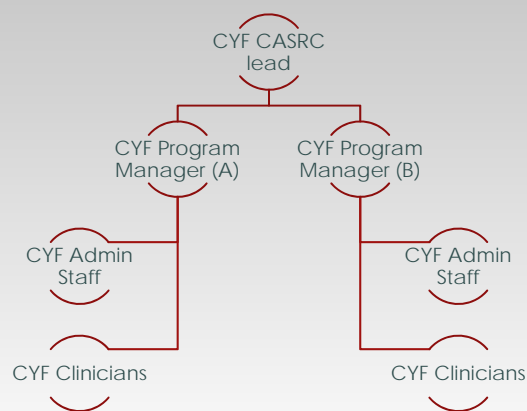 CYF CASRC
lead
CYF Program
Manager (A)
CYF Program
Manager (B)
CYF Admin
Staff
CYF Admin
Staff
CYF Clinicians
CYF Clinicians